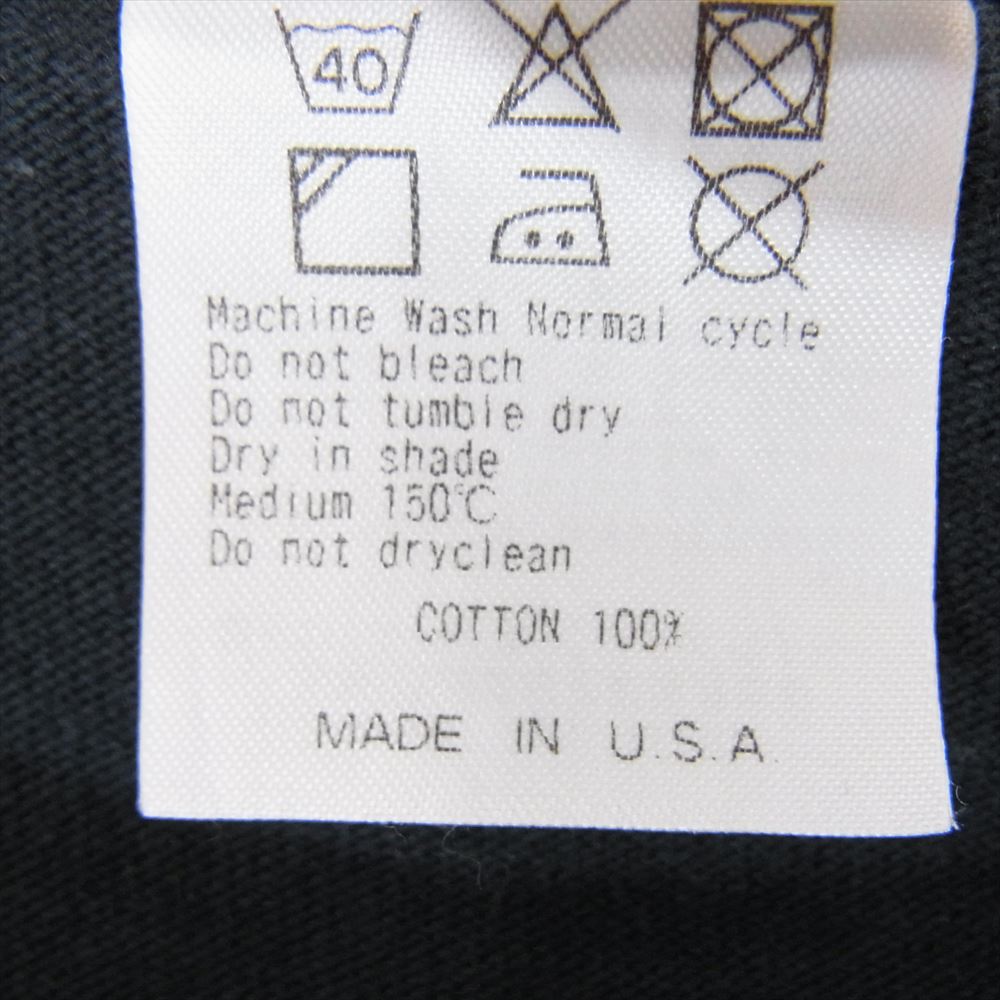 40
Machine Wash Normal cycle
Do not bleach
Do not tumble dry
Dry in shade
Medium 150℃
Do not dryclean
COTTON 100%
MADE IN U.S.A.